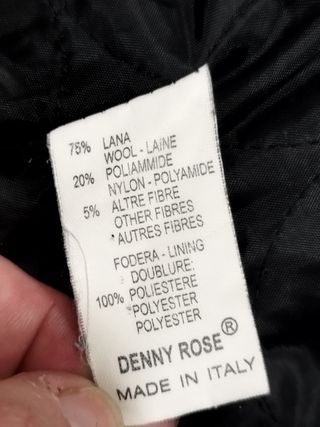 75% LANA
WOOL - LAINE
20% POLIAMMIDE
NYLON - POLYAMIDE
5% ALTRE FIBRE
OTHER FIBRES
AUTRES FIBRES
FODERA - LINING
DOUBLURE:
100% POLIESTERE
POLYESTER
POLYESTER
DENNY ROSE®
MADE IN ITALY